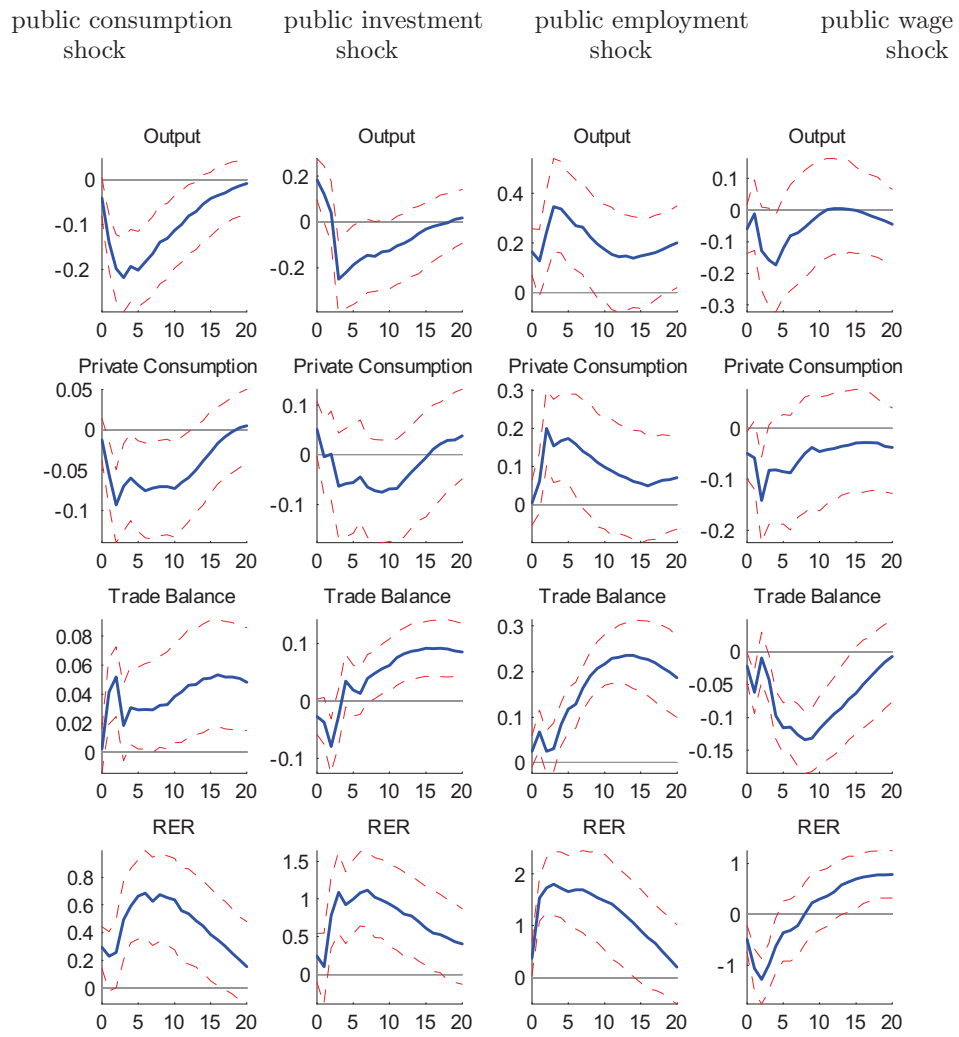 public consumption public investment public employment public wage
shock shock shock shock
Output Output Output Output
0
-0.1
-0.2
0 5 10 15 20
0.2
0
-0.2
0 5 10 15 20
0.4
0.2
0
0 5 10 15 20
0.1
0
-0.1
-0.2
-0.3
0 5 10 15 20
Private Consumption Private Consumption Private Consumption Private Consumption
0.05
0
-0.05
-0.1
0 5 10 15 20
0.1
0
-0.1
0 5 10 15 20
0.3
0.2
0.1
0
0 5 10 15 20
0
-0.1
-0.2
0 5 10 15 20
Trade Balance Trade Balance Trade Balance Trade Balance
0.08
0.06
0.04
0.02
0
0 5 10 15 20
0.1
0
-0.1
0 5 10 15 20
0.3
0.2
0.1
0
0 5 10 15 20
0
-0.05
-0.1
-0.15
0 5 10 15 20
RER RER RER RER
0.8
0.6
0.4
0.2
0
0 5 10 15 20
1.5
1
0.5
0
0 5 10 15 20
2
1
0
0 5 10 15 20
1
0
-1
0 5 10 15 20